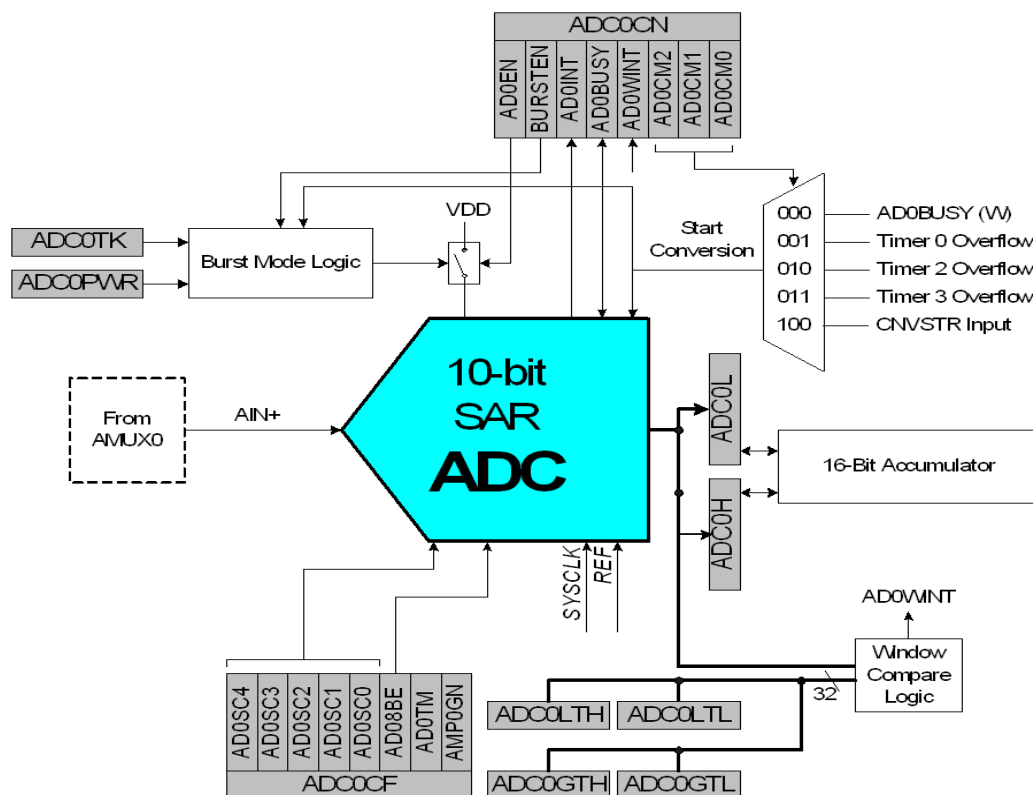 ADC0CN
AD0EN
BURSTEN
AD0INT
AD0BUSY
AD0WINT
AD0CM2
AD0CM1
AD0CM0
VDD
Start
Conversion
000
AD0BUSY (W)
001
Timer 0 Overflow
010
Timer 2 Overflow
011
Timer 3 Overflow
100
CNVSTR Input
ADC0TK
ADC0PWR
Burst Mode Logic
From
AMUX0
AIN+
10-bit
SAR
ADC
ADC0L
ADC0H
16-Bit Accumulator
SYSCLK
REF
AD0WINT
Window
Compare
Logic
32
AD0SC4
AD0SC3
AD0SC2
AD0SC1
AD0SC0
AD08BE
AD0TM
AMP0GN
ADC0CF
ADC0LTH
ADC0LTL
ADC0GTH
ADC0GTL